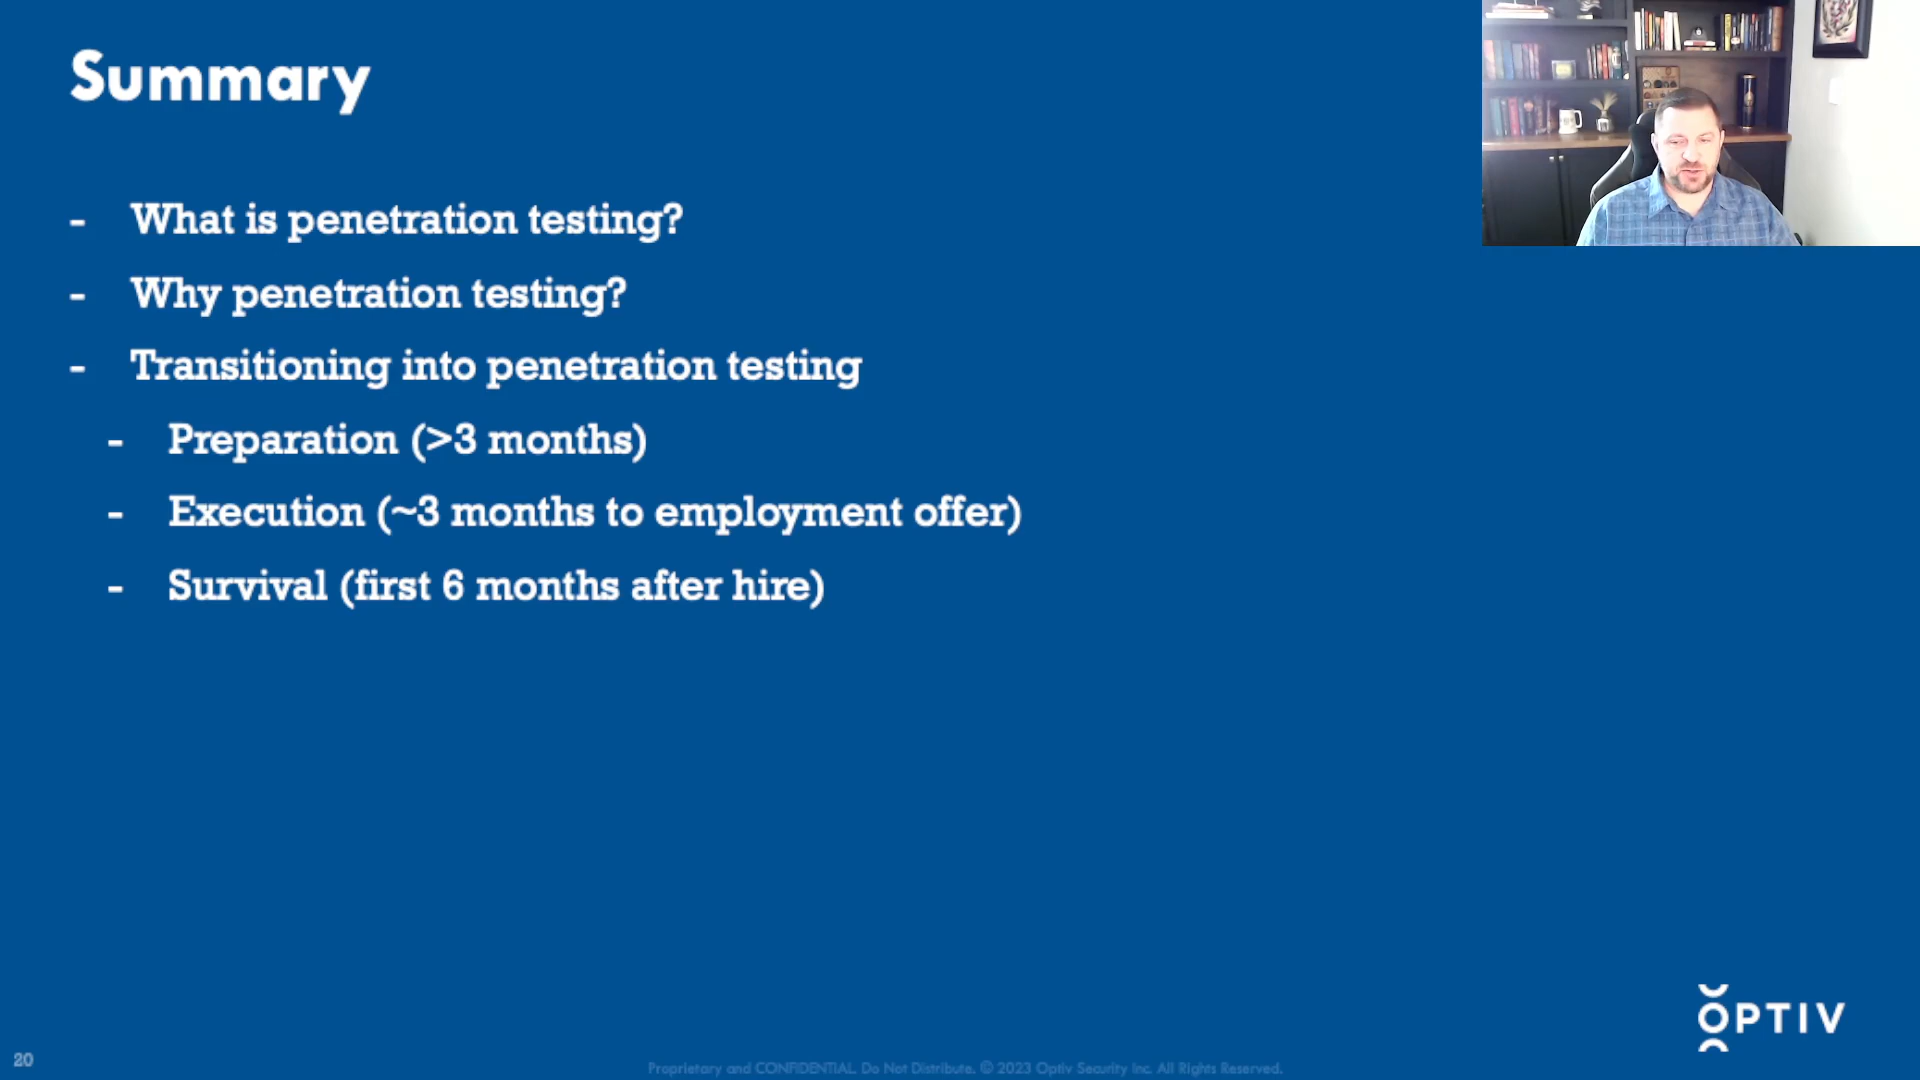 Summary
- What is penetration testing?
- Why penetration testing?
- Transitioning into penetration testing
- Preparation (>3 months)
- Execution (~3 months to employment offer)
- Survival (first 6 months after hire)
OPTIV
20
Proprietary and CONFIDENTIAL. Do Not Distribute. © 2023 Optiv Security Inc. All Rights Reserved.